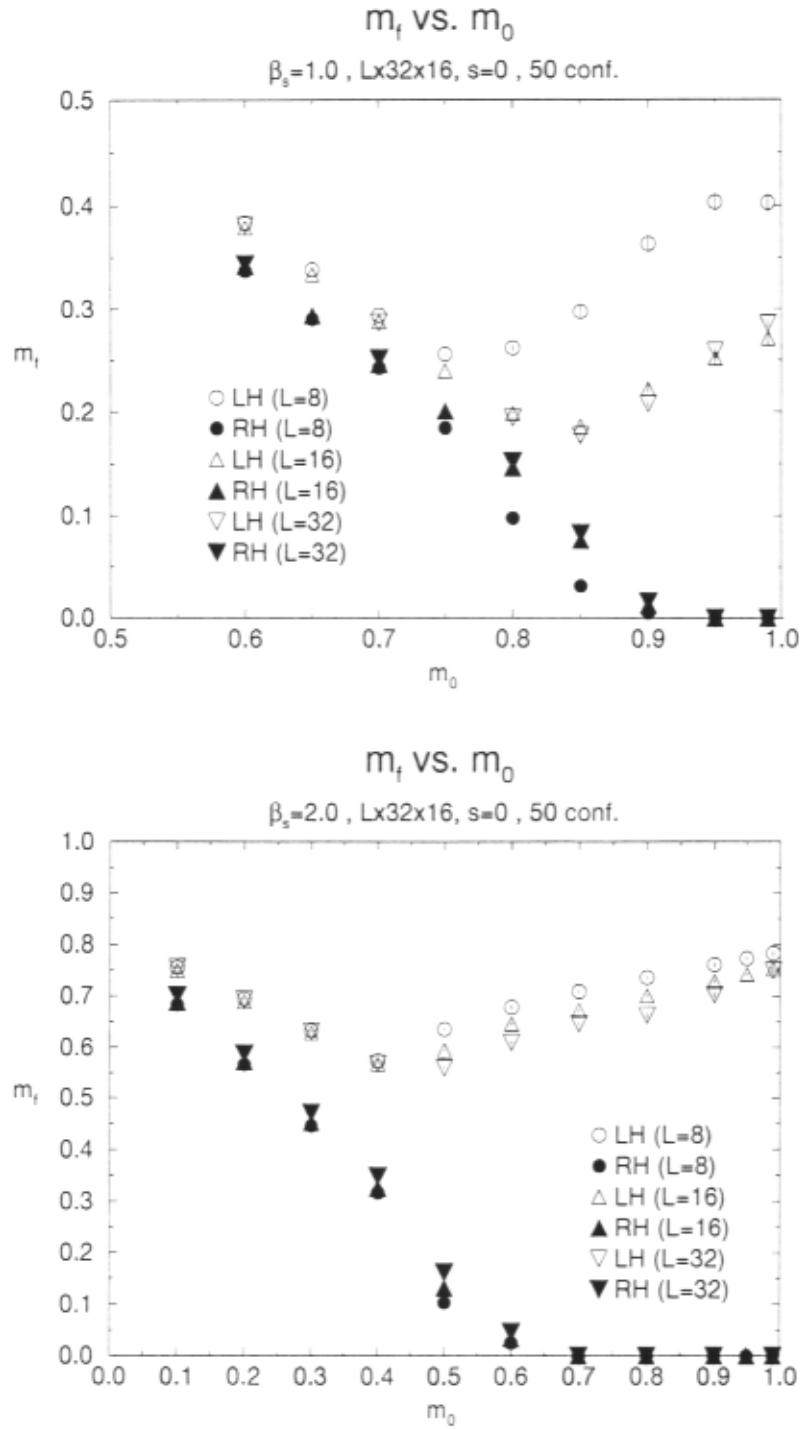 m_f vs. m_0
β_s=1.0 , Lx32x16, s=0 , 50 conf.
0.5
0.4
0.3
m_f
0.2
0.1
0.0
○ LH (L=8)
● RH (L=8)
△ LH (L=16)
▲ RH (L=16)
▽ LH (L=32)
▼ RH (L=32)
0.5 0.6 0.7 0.8 0.9 1.0
m_0
m_f vs. m_0
β_s=2.0 , Lx32x16, s=0 , 50 conf.
1.0
0.9
0.8
0.7
0.6
m_f
0.5
0.4
0.3
0.2
0.1
0.0
○ LH (L=8)
● RH (L=8)
△ LH (L=16)
▲ RH (L=16)
▽ LH (L=32)
▼ RH (L=32)
0.0 0.1 0.2 0.3 0.4 0.5 0.6 0.7 0.8 0.9 1.0
m_0